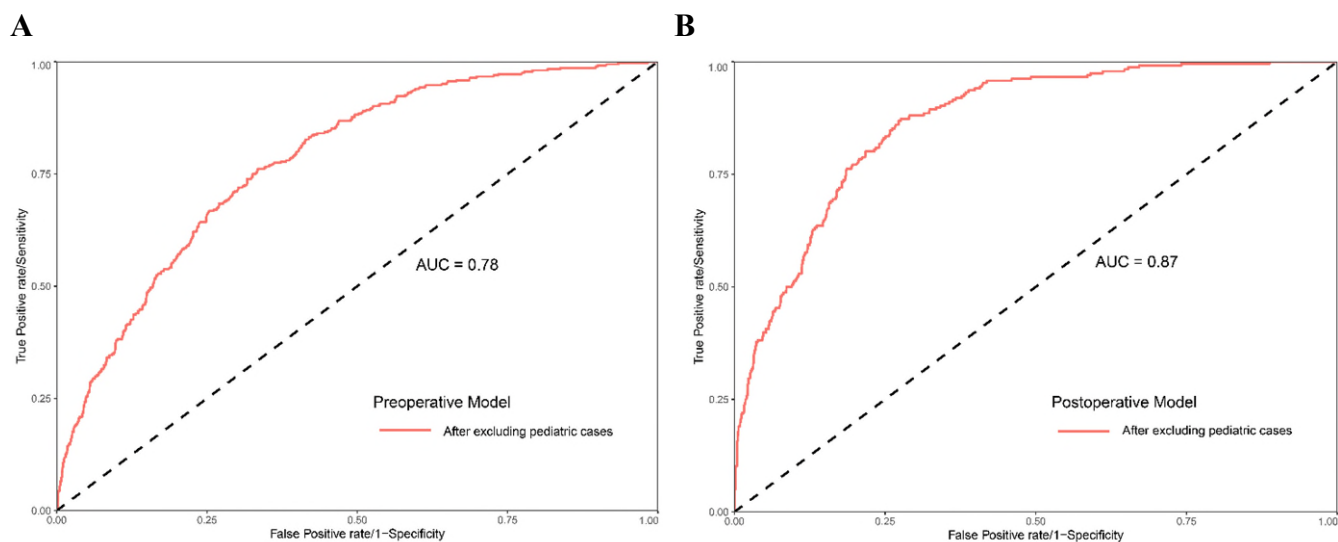 A
1.00
0.75
0.50
0.25
0.00
True Positive rate/Sensitivity
AUC = 0.78
Preoperative Model
After excluding pediatric cases
0.00
0.25
0.50
0.75
1.00
False Positive rate/1−Specificity
B
1.00
0.75
0.50
0.25
0.00
True Positive rate/Sensitivity
AUC = 0.87
Postoperative Model
After excluding pediatric cases
0.00
0.25
0.50
0.75
1.00
False Positive rate/1−Specificity